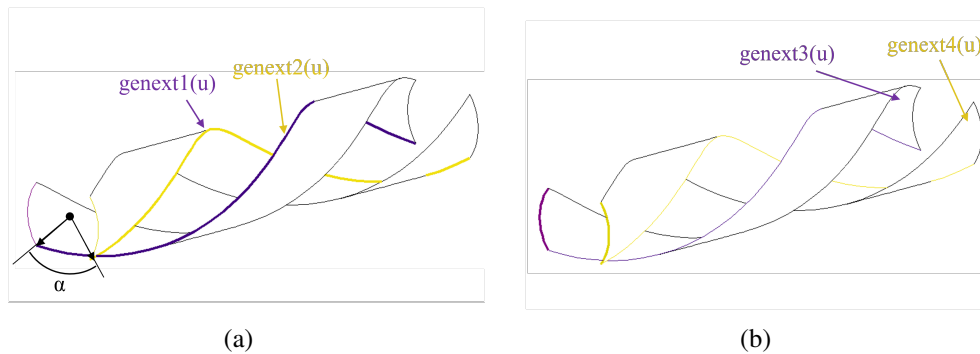 genext1(u)
genext2(u)
α
(a)
genext3(u)
genext4(u)
(b)